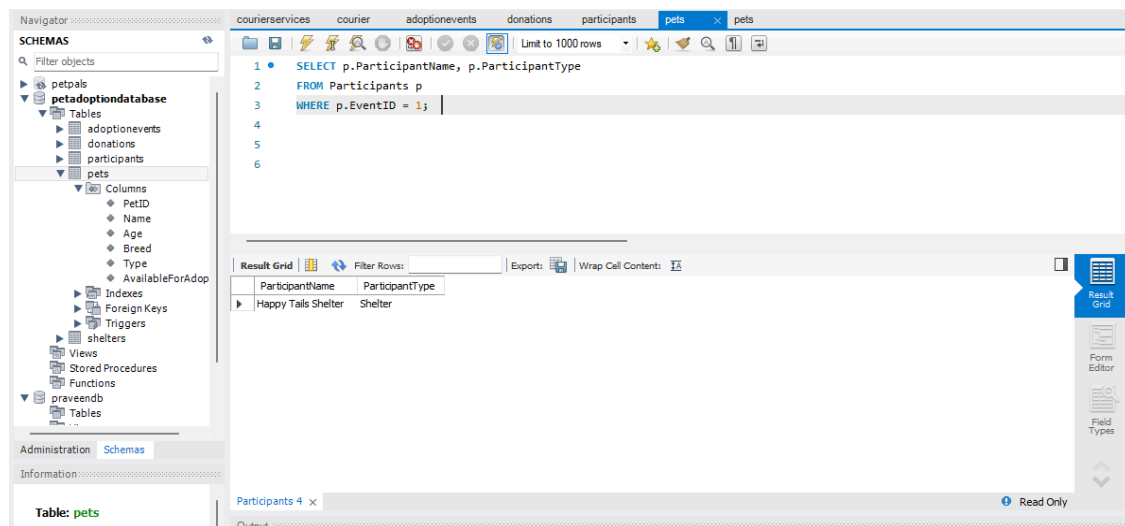 Navigator
courierservices courier adoptionevents donations participants pets × pets
SCHEMAS
Filter objects
petpals
petadoptiondatabase
Tables
adoptionevents
donations
participants
pets
Columns
PetID
Name
Age
Breed
Type
AvailableForAdop
Indexes
Foreign Keys
Triggers
shelters
Views
Stored Procedures
Functions
praveendb
Tables
Administration Schemas
Information
Table: pets
Limit to 1000 rows
1 SELECT p.ParticipantName, p.ParticipantType
2 FROM Participants p
3 WHERE p.EventID = 1;
4
5
6
Result Grid Filter Rows: Export: Wrap Cell Content:
ParticipantName ParticipantType
Happy Tails Shelter Shelter
Result
Grid
Form
Editor
Field
Types
Participants 4 × Read Only
Output